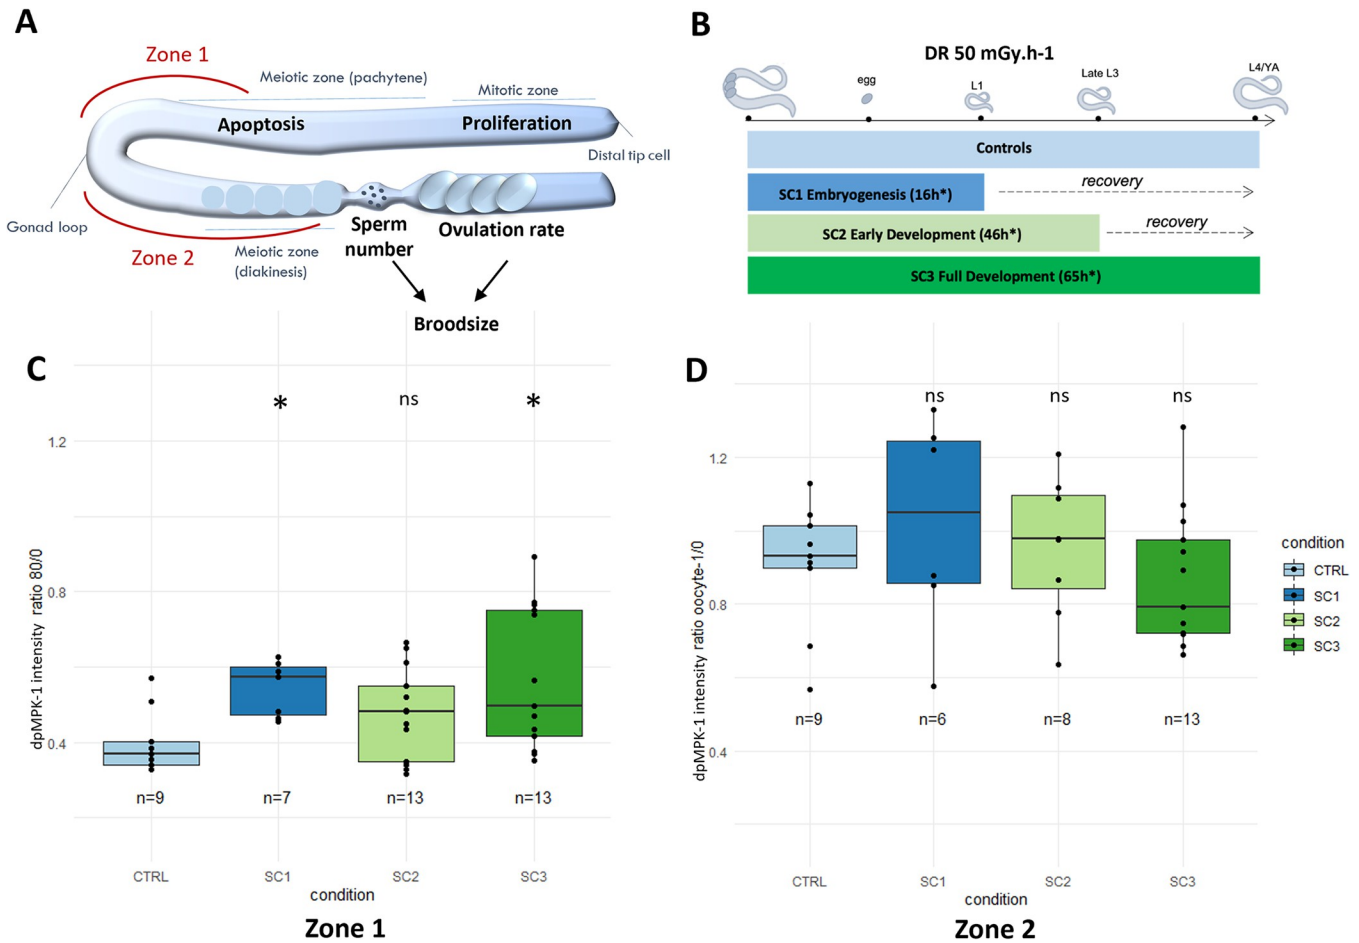 A
Zone 1
Meiotic zone (pachytene)
Mitotic zone
Apoptosis
Proliferation
Distal tip cell
Gonad loop
Zone 2
Meiotic zone
(diakinesis)
Sperm
number
Ovulation rate
Broodsize
B
DR 50 mGy.h-1
egg
L1
Late L3
L4/YA
Controls
SC1 Embryogenesis (16h*)
recovery
SC2 Early Development (46h*)
recovery
SC3 Full Development (65h*)
C
*
ns
*
1.2
0.8
0.4
dpMPK-1 intensity ratio 80/0
n=9
n=7
n=13
n=13
CTRL
SC1
SC2
SC3
condition
Zone 1
D
ns
ns
ns
1.2
0.8
0.4
dpMPK-1 intensity ratio oocyte-1/0
n=9
n=6
n=8
n=13
CTRL
SC1
SC2
SC3
condition
Zone 2
condition
CTRL
SC1
SC2
SC3